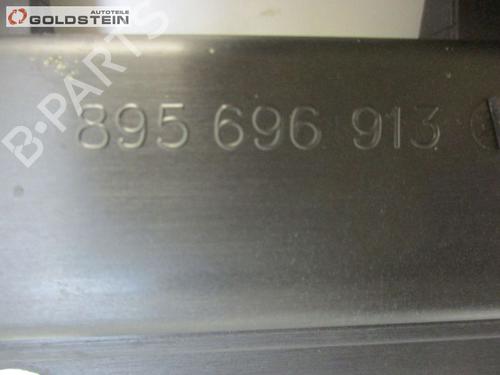 AUTOTEILE
GOLDSTEIN
B-PARTS
895 696 913